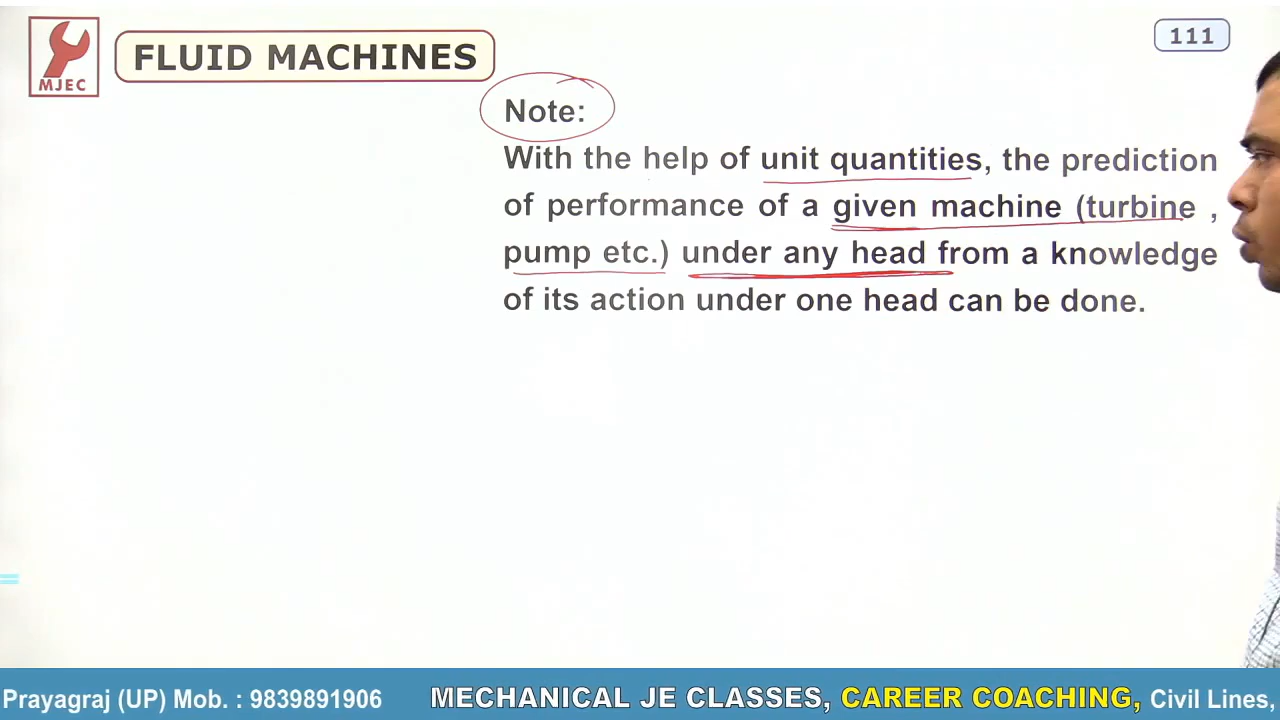 MJEC
FLUID MACHINES
111
Note:
With the help of unit quantities, the prediction
of performance of a given machine (turbine ,
pump etc.) under any head from a knowledge
of its action under one head can be done.
Prayagraj (UP) Mob. : 9839891906 MECHANICAL JE CLASSES, CAREER COACHING, Civil Lines,